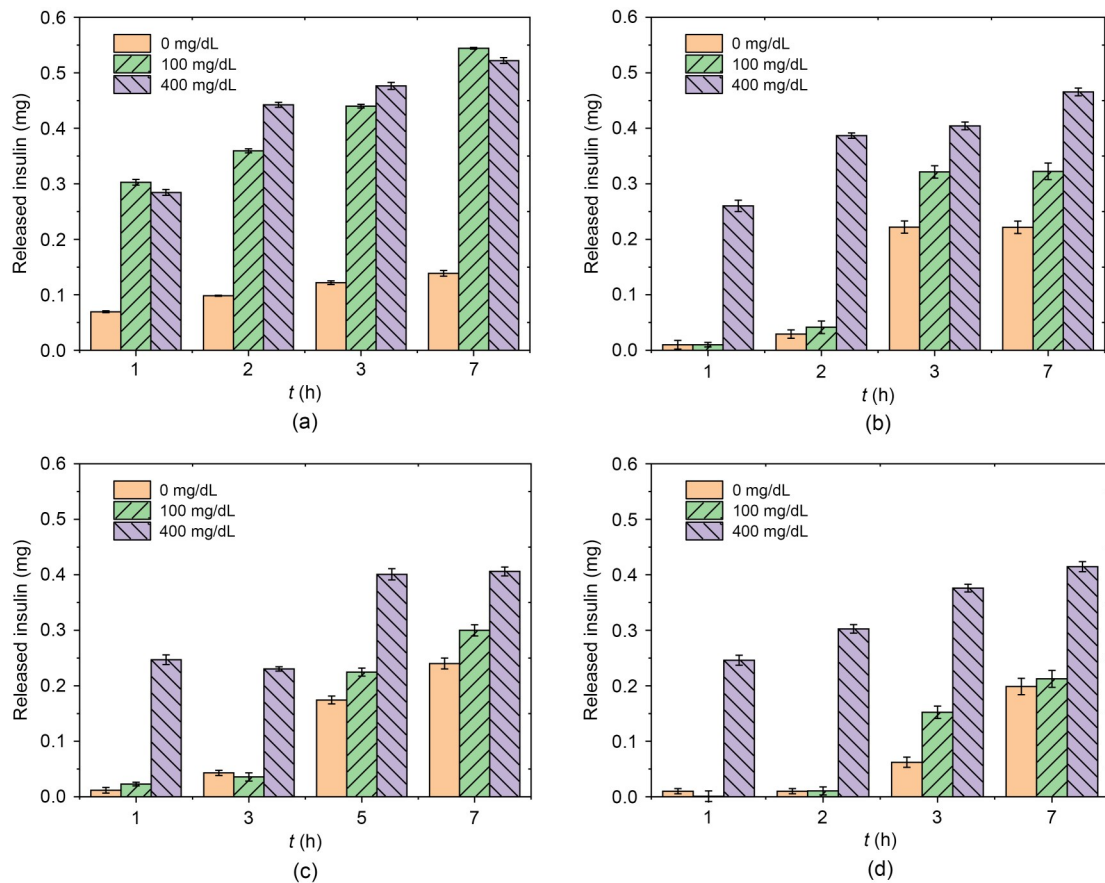 0.6
0.5
0.4
0.3
0.2
0.1
0.0
Released insulin (mg)
0 mg/dL
100 mg/dL
400 mg/dL
1 2 3 7
t (h)
(a)
0.6
0.5
0.4
0.3
0.2
0.1
0.0
Released insulin (mg)
0 mg/dL
100 mg/dL
400 mg/dL
1 2 3 7
t (h)
(b)
0.6
0.5
0.4
0.3
0.2
0.1
0.0
Released insulin (mg)
0 mg/dL
100 mg/dL
400 mg/dL
1 3 5 7
t (h)
(c)
0.6
0.5
0.4
0.3
0.2
0.1
0.0
Released insulin (mg)
0 mg/dL
100 mg/dL
400 mg/dL
1 2 3 7
t (h)
(d)